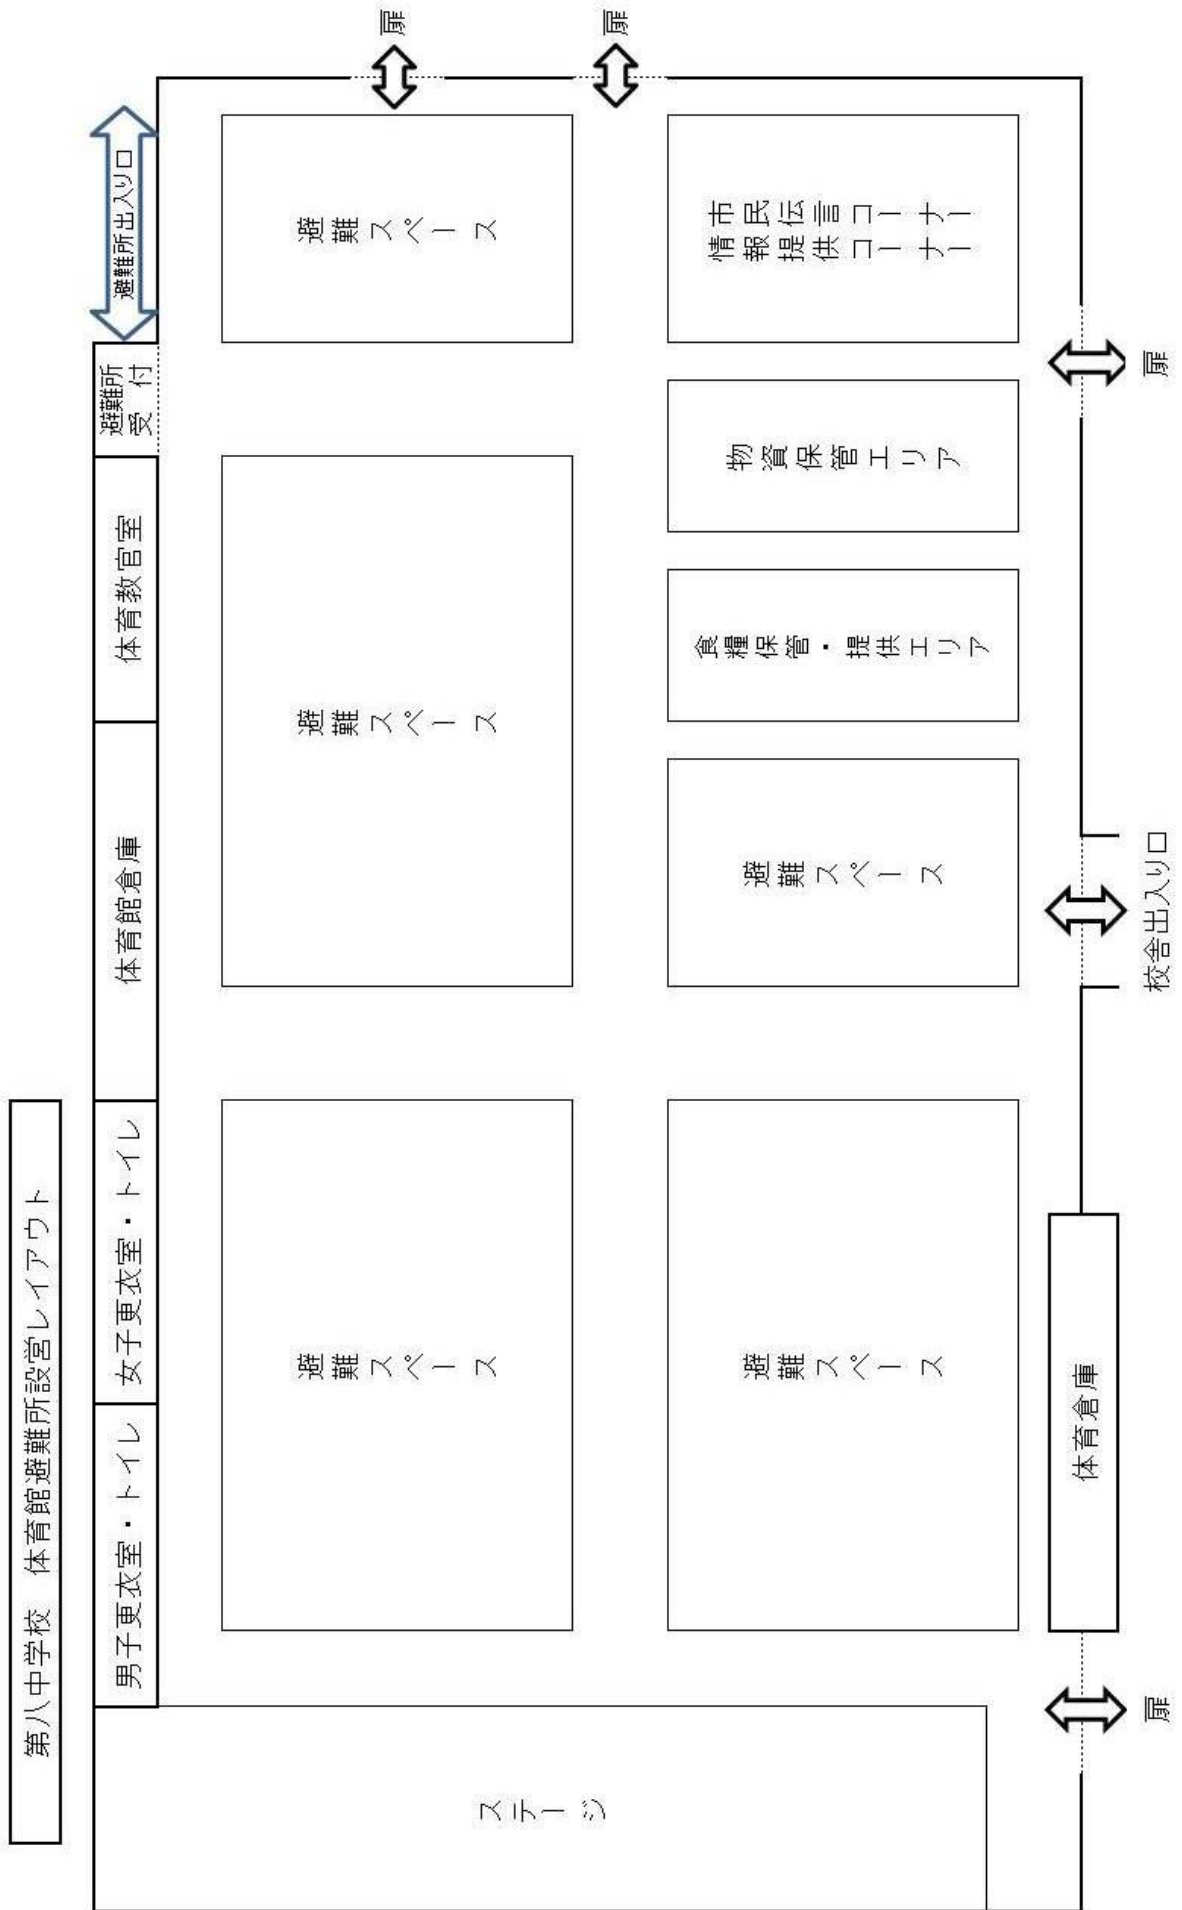 第八中学校　体育館避難所設営レイアウト
男子更衣室・トイレ
女子更衣室・トイレ
体育館倉庫
体育教官室
避難所
受　付
避難所出入り口
ステージ
避難スペース
避難スペース
避難スペース
扉
扉
避難スペース
避難スペース
食糧保管・提供エリア
物資保管エリア
市民伝言コーナー
情報提供コーナー
体育倉庫
扉
校舎出入り口
扉